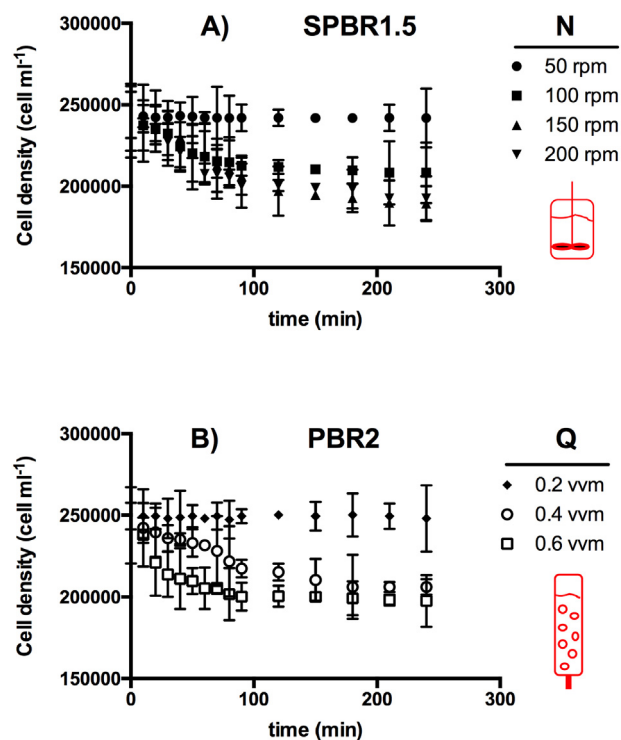 A) SPBR1.5 N
300000
250000
200000
150000
Cell density (cell ml-1)
0 100 200 300
time (min)
50 rpm
100 rpm
150 rpm
200 rpm
B) PBR2 Q
300000
250000
200000
150000
Cell density (cell ml-1)
0 100 200 300
time (min)
0.2 vvm
0.4 vvm
0.6 vvm